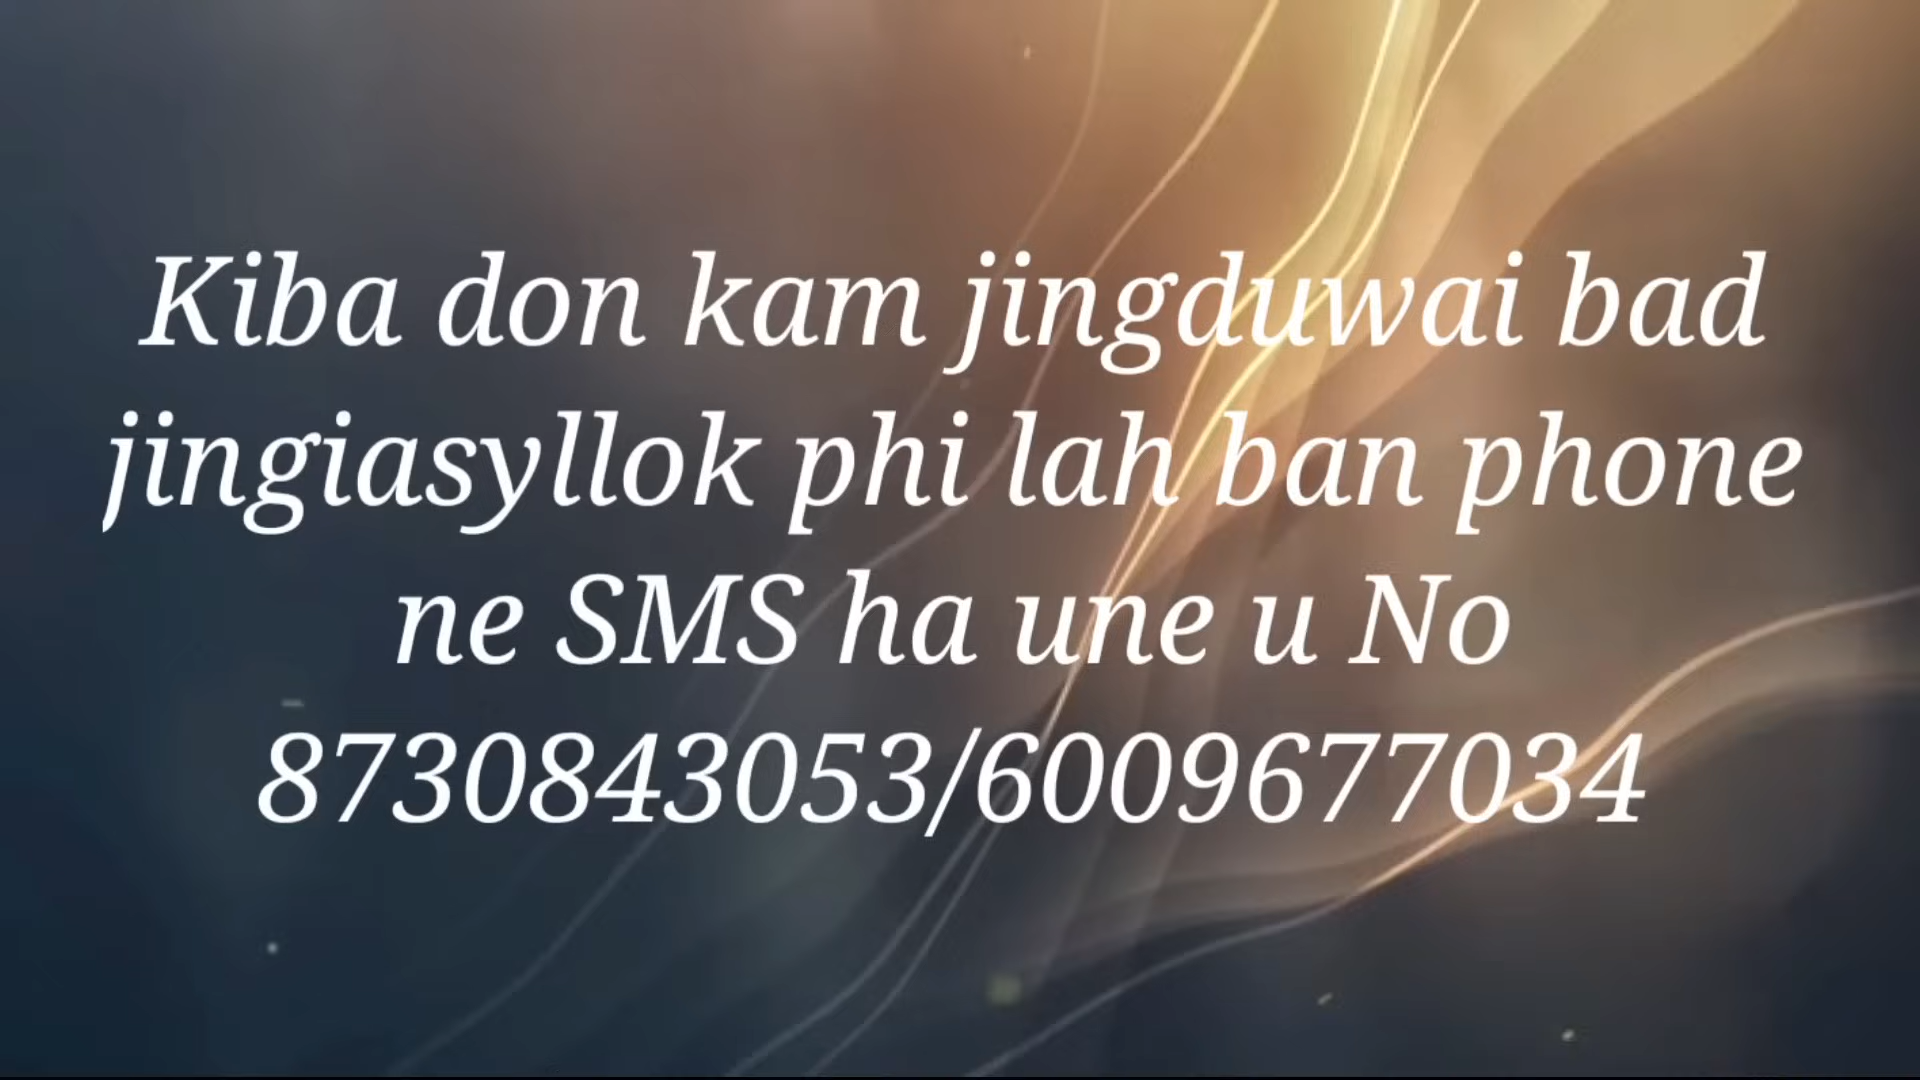 Kiba don kam jingduwai bad
jingiasyllok phi lah ban phone
ne SMS ha une u No
8730843053/6009677034